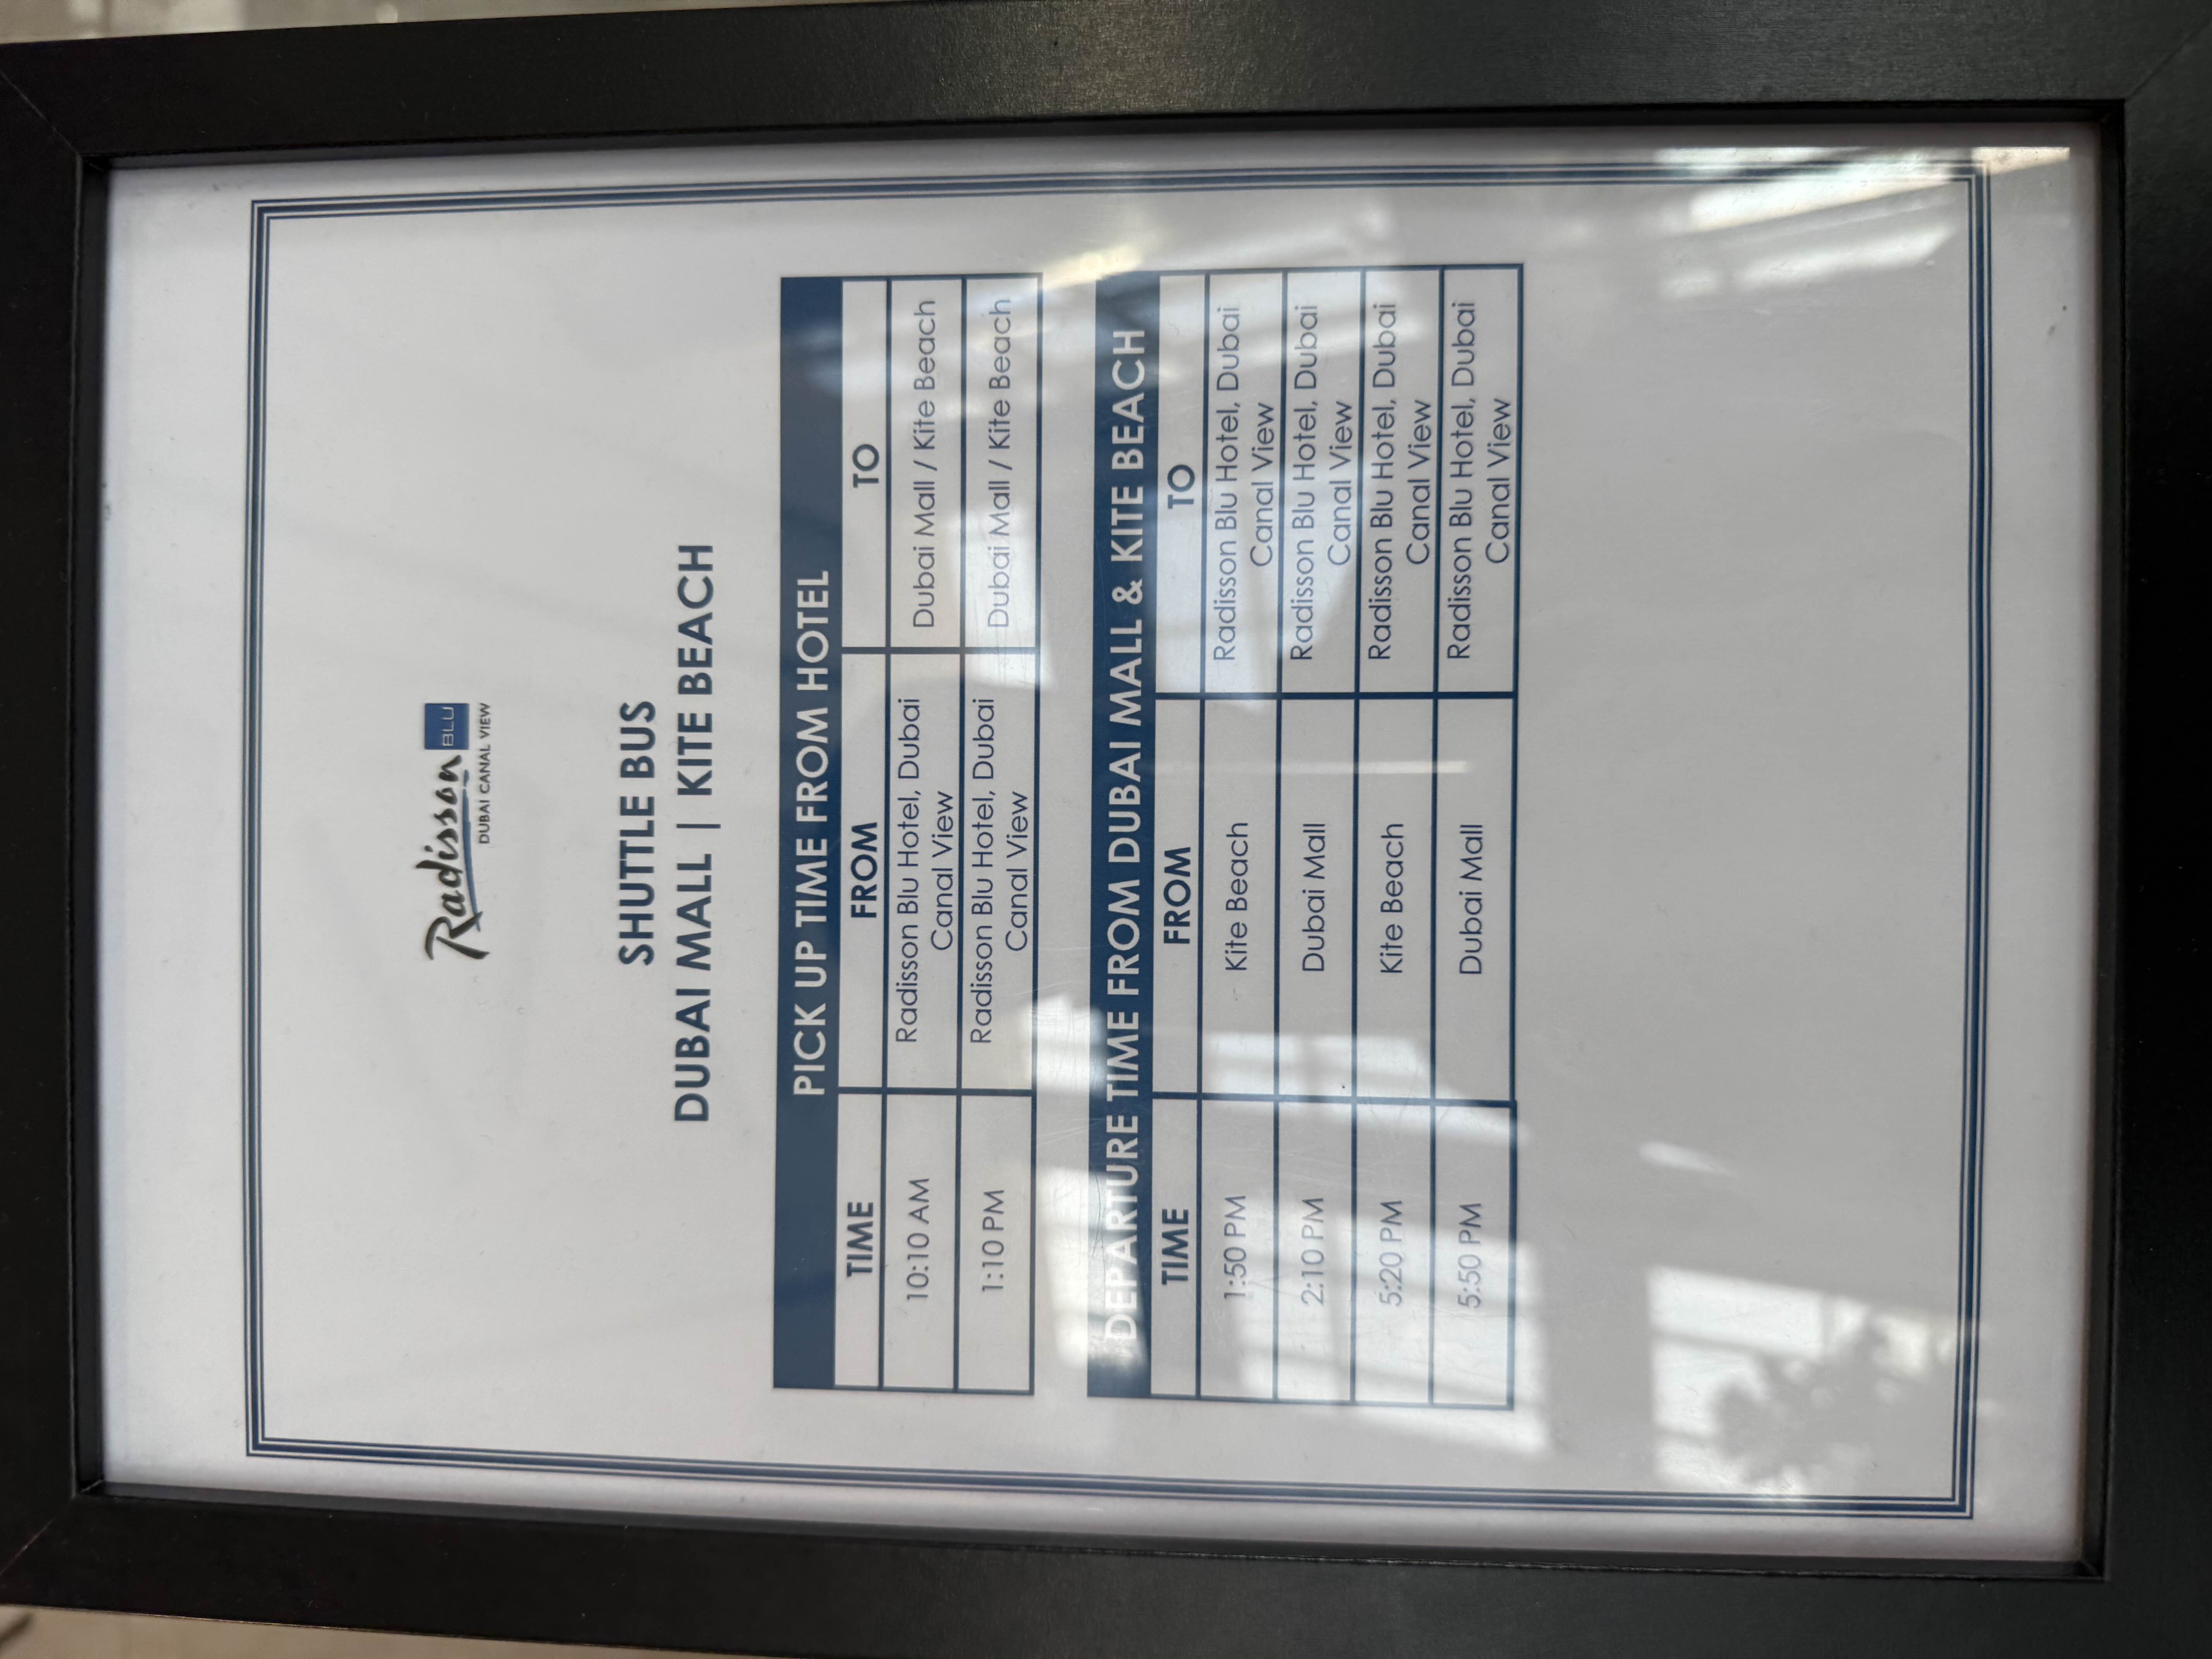 Radisson BLU
DUBAI CANAL VIEW
SHUTTLE BUS
DUBAI MALL | KITE BEACH
PICK UP TIME FROM HOTEL
TIME FROM TO
10:10 AM Radisson Blu Hotel, Dubai Dubai Mall / Kite Beach
Canal View
1:10 PM Radisson Blu Hotel, Dubai Dubai Mall / Kite Beach
Canal View
DEPARTURE TIME FROM DUBAI MALL & KITE BEACH
TIME FROM TO
1:50 PM Kite Beach Radisson Blu Hotel, Dubai
Canal View
2:10 PM Dubai Mall Radisson Blu Hotel, Dubai
Canal View
5:20 PM Kite Beach Radisson Blu Hotel, Dubai
Canal View
5:50 PM Dubai Mall Radisson Blu Hotel, Dubai
Canal View